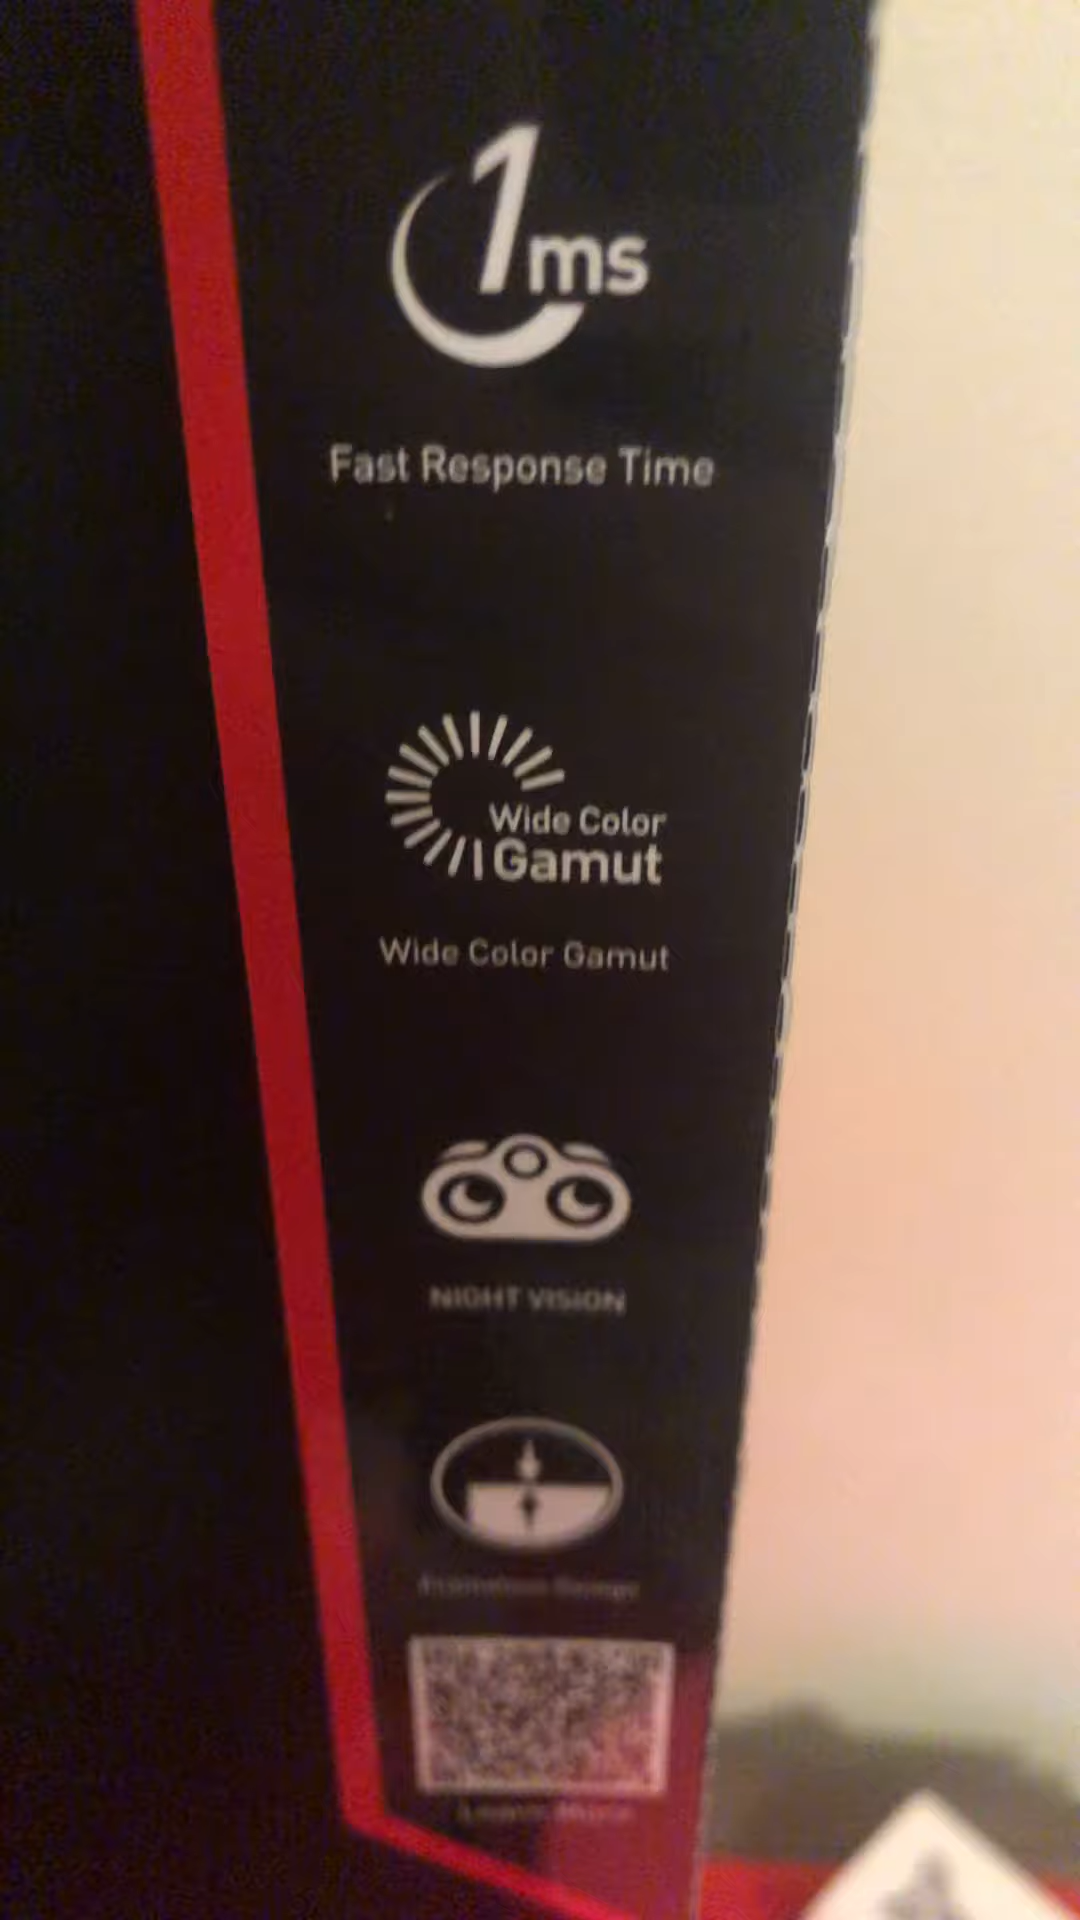 1ms
Fast Response Time
Wide Color
Gamut
Wide Color Gamut
NIGHT VISION